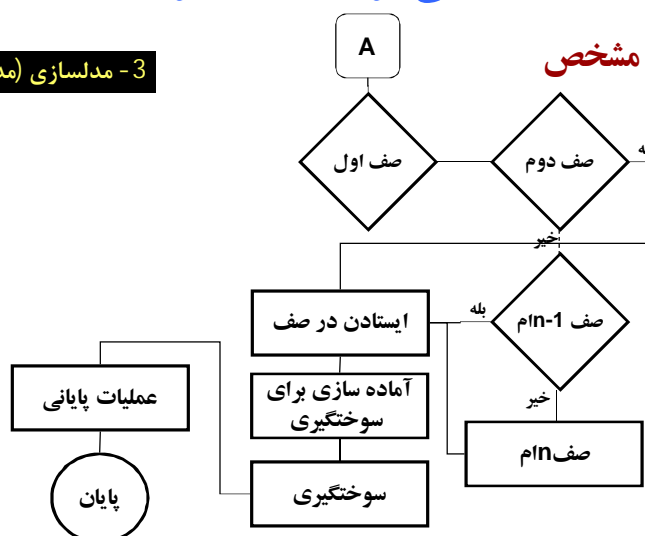 مشخص
3- مدلسازی (مد
A
صف اول
صف دوم
خیر
ایستادن در صف
بله
صف n-1ام
آماده سازی برای
سوختگیری
خیر
عملیات پایانی
صفnام
سوختگیری
پایان